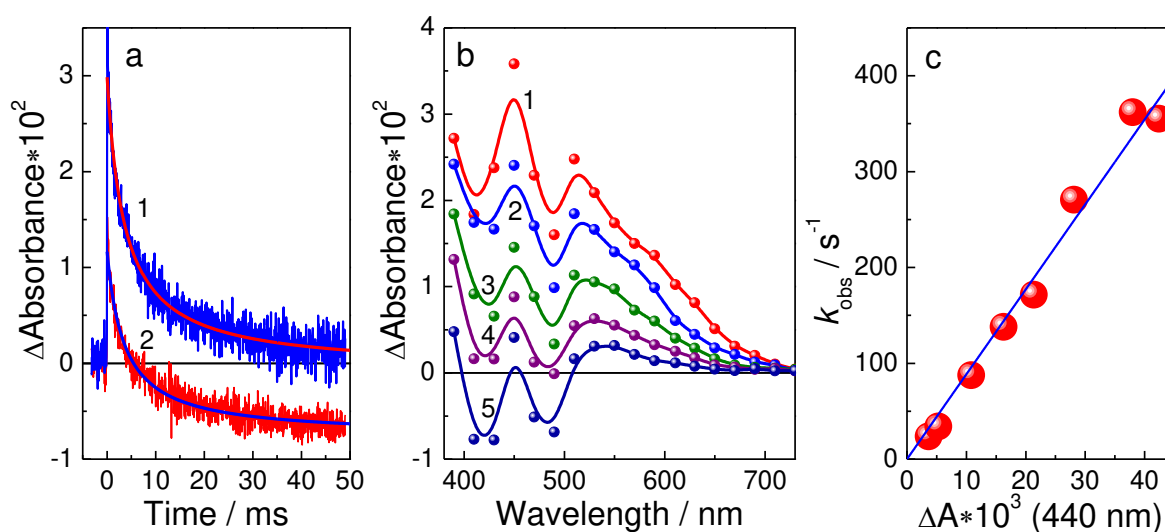 a
3
2
1
0
-1
0 10 20 30 40 50
Time / ms
ΔAbsorbance*10²
1
2
b
4
3
2
1
0
-1
400 500 600 700
Wavelength / nm
ΔAbsorbance*10²
1
2
3
4
5
c
400
300
200
100
0
0 10 20 30 40
ΔA*10³ (440 nm)
k_obs / s⁻¹